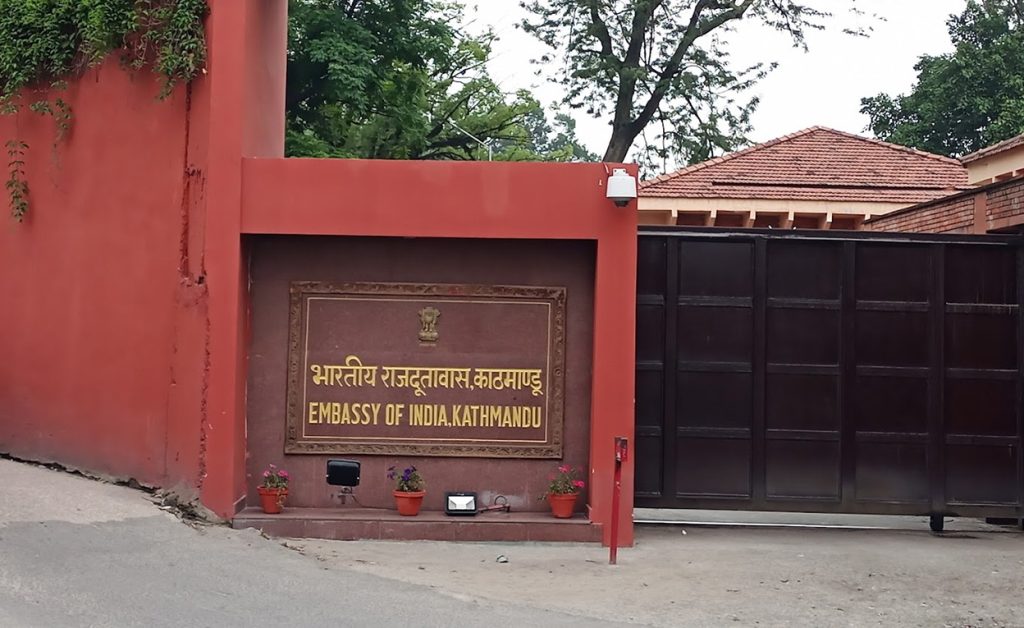 भारतीय राजदूतावास,काठमाण्डू
EMBASSY OF INDIA,KATHMANDU